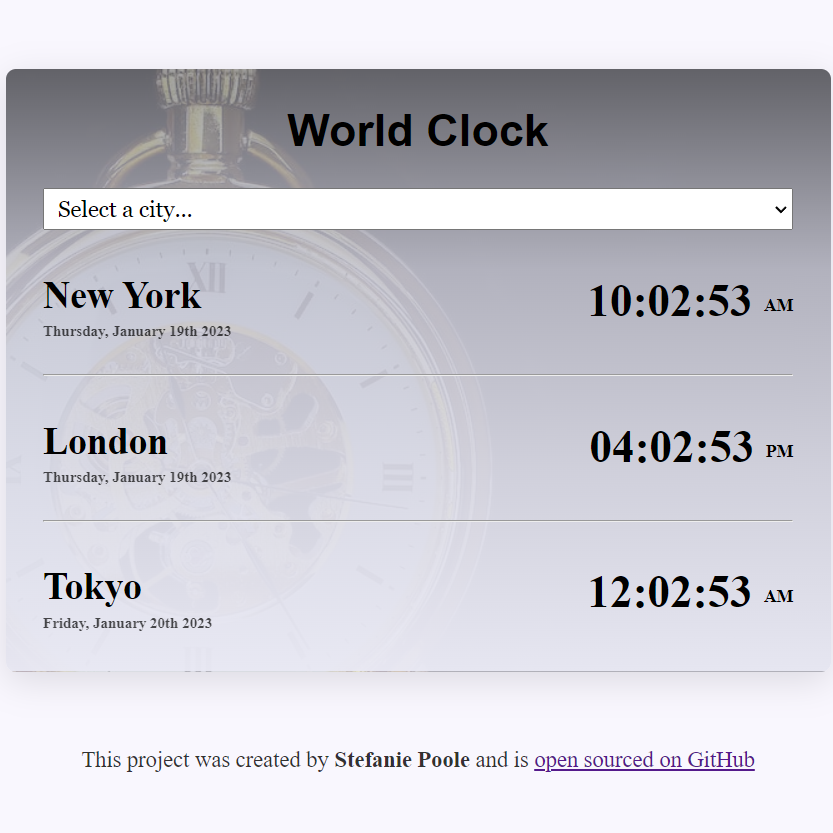 World Clock
Select a city...
New York
10:02:53 AM
Thursday, January 19th 2023
London
04:02:53 PM
Thursday, January 19th 2023
Tokyo
12:02:53 AM
Friday, January 20th 2023
XII
III
This project was created by Stefanie Poole and is open sourced on GitHub